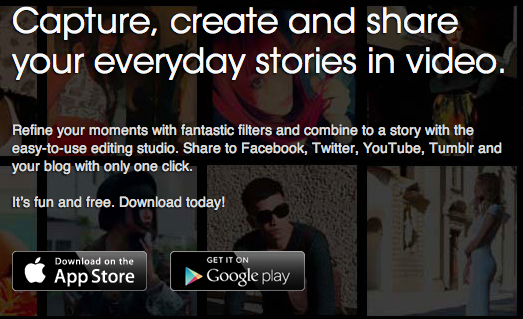 Capture, create and share
your everyday stories in video.
Refine your moments with fantastic filters and combine to a story with the
easy-to-use editing studio. Share to Facebook, Twitter, YouTube, Tumblr and
your blog with only one click.
It's fun and free. Download today!
Download on the
App Store
GET IT ON
Google play